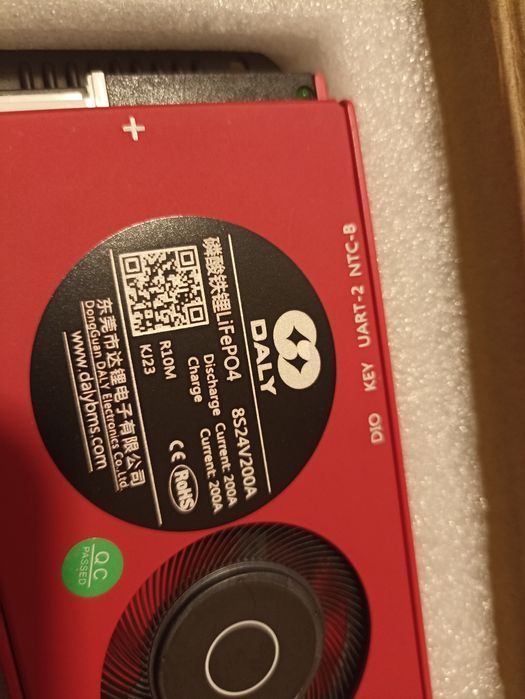 +
DIO KEY UART-2 NTC-B
DALY
磷酸铁锂LiFePO4 8S24V200A
Discharge Current: 200A
Charge Current: 200A
R10M
KJ23
CE RoHS
东莞市达锂电子有限公司
DongGuan DALY Electronics Co.,Ltd.
www.dalybms.com
QC
PASSED